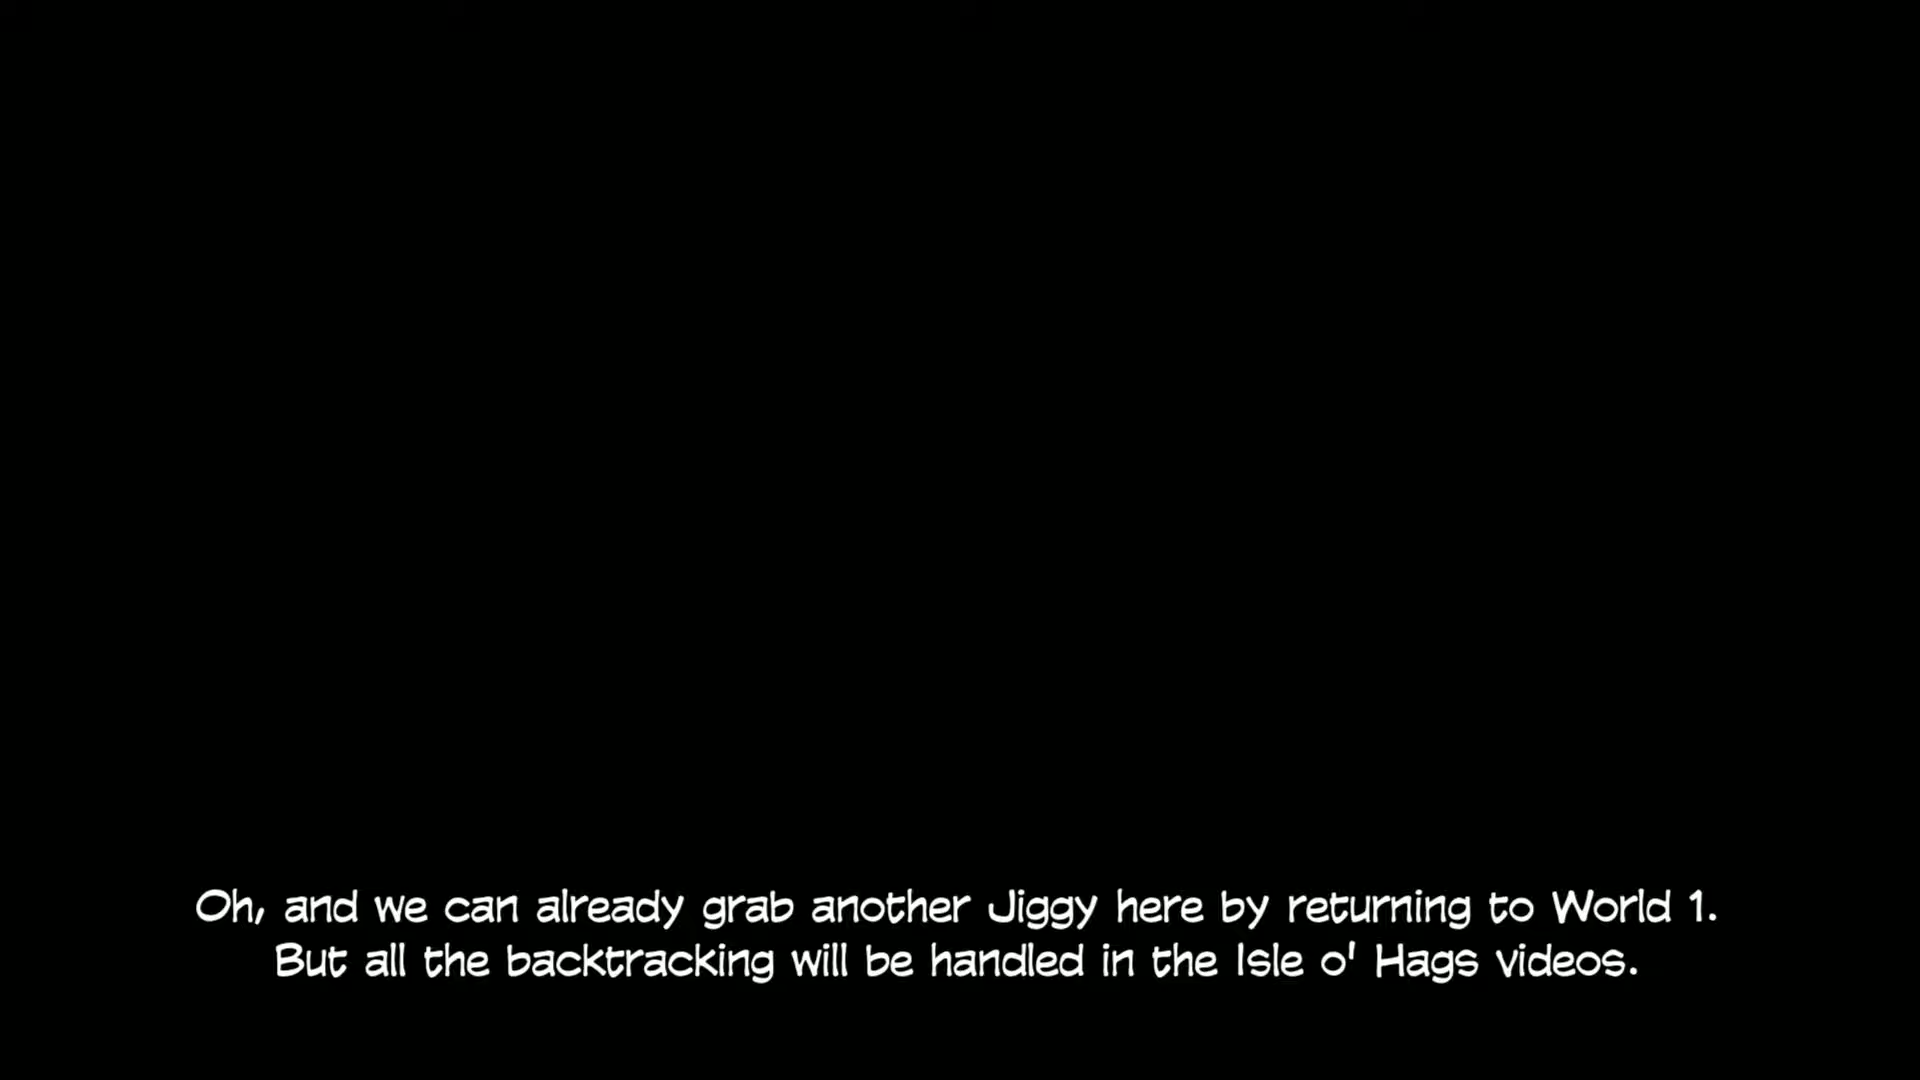 Oh, and we can already grab another Jiggy here by returning to World 1.
But all the backtracking will be handled in the Isle o' Hags videos.